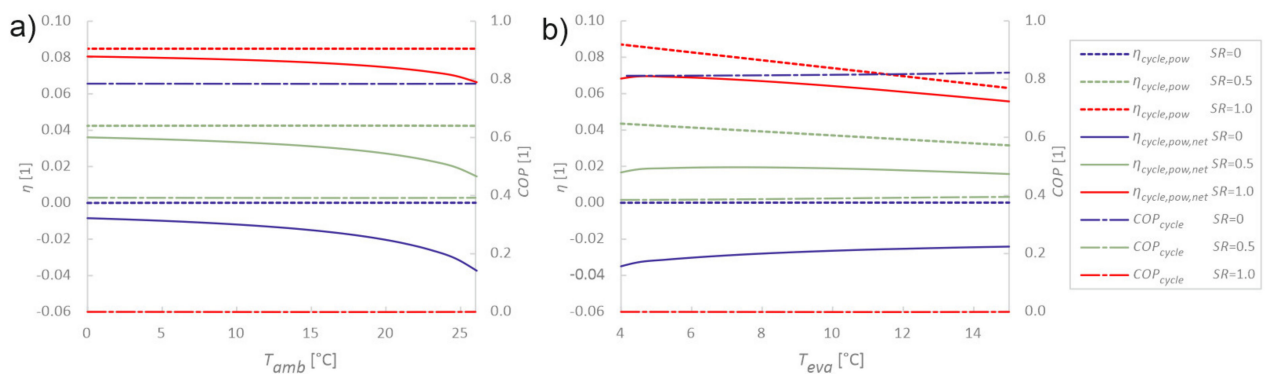 a)
0.10
0.08
0.06
0.04
0.02
0.00
-0.02
-0.04
-0.06
η [1]
1.0
0.8
0.6
0.4
0.2
0.0
COP [1]
0 5 10 15 20 25
T_amb [°C]
b)
0.10
0.08
0.06
0.04
0.02
0.00
-0.02
-0.04
-0.06
η [1]
1.0
0.8
0.6
0.4
0.2
0.0
COP [1]
4 6 8 10 12 14
T_eva [°C]
η_cycle,pow SR=0
η_cycle,pow SR=0.5
η_cycle,pow SR=1.0
η_cycle,pow,net SR=0
η_cycle,pow,net SR=0.5
η_cycle,pow,net SR=1.0
COP_cycle SR=0
COP_cycle SR=0.5
COP_cycle SR=1.0